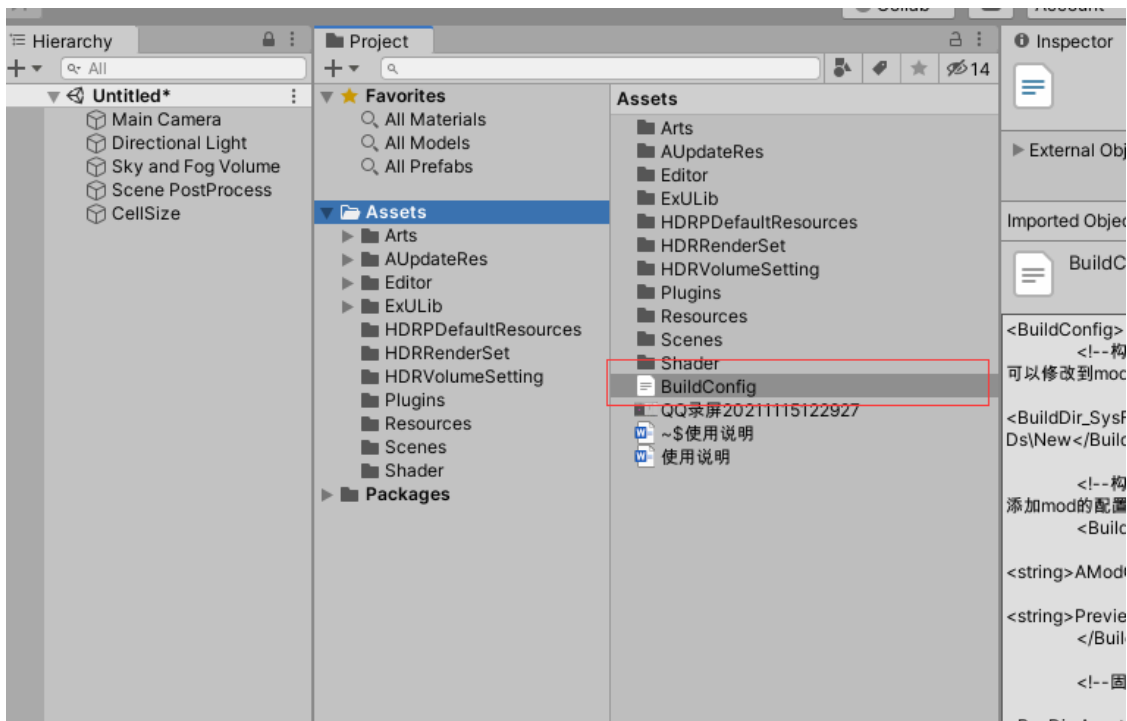 Hierarchy
All
Untitled*
Main Camera
Directional Light
Sky and Fog Volume
Scene PostProcess
CellSize
Project
14
Favorites
All Materials
All Models
All Prefabs
Assets
Arts
AUpdateRes
Editor
ExULib
HDRPDefaultResources
HDRRenderSet
HDRVolumeSetting
Plugins
Resources
Scenes
Shader
Packages
Assets
Arts
AUpdateRes
Editor
ExULib
HDRPDefaultResources
HDRRenderSet
HDRVolumeSetting
Plugins
Resources
Scenes
Shader
BuildConfig
QQ录屏20211115122927
~$使用说明
使用说明
Inspector
External Obj
Imported Objec
BuildC
<BuildConfig>
<!--构
可以修改到mod
<BuildDir_SysF
Ds\New</Build
<!--构
添加mod的配置
<Build
<string>AMod
<string>Previe
</Buil
<!--固